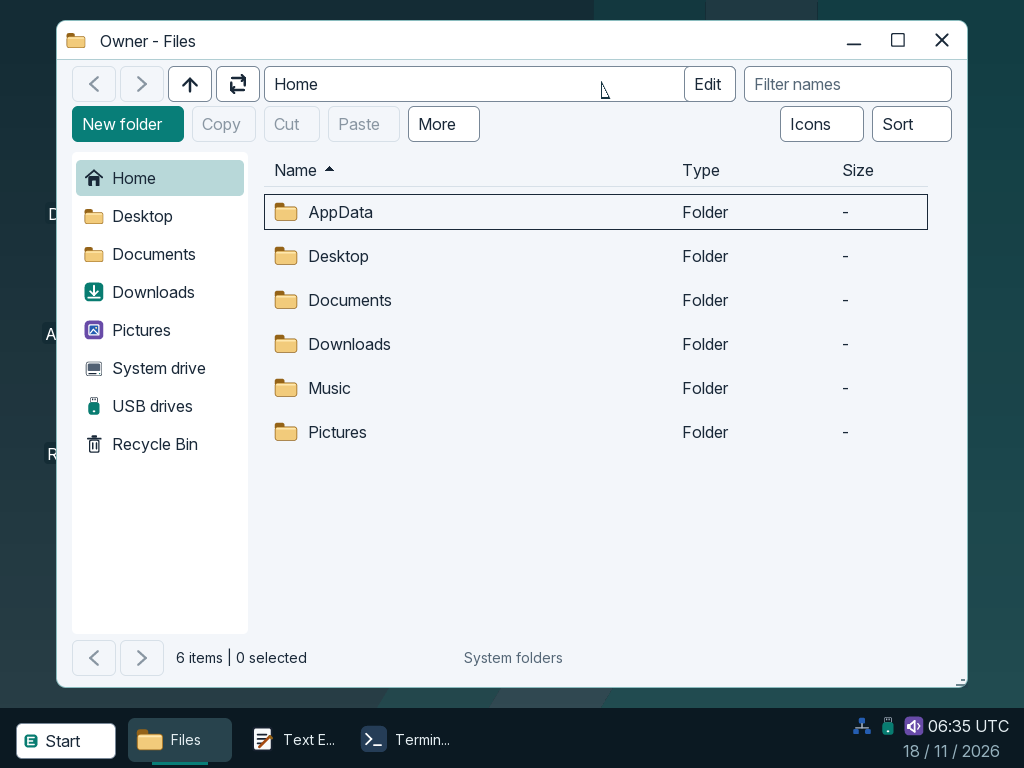 Owner - Files
Home
Edit
Filter names
New folder
Copy
Cut
Paste
More
Icons
Sort
Home
Desktop
Documents
Downloads
Pictures
System drive
USB drives
Recycle Bin
Name Type Size
AppData Folder -
Desktop Folder -
Documents Folder -
Downloads Folder -
Music Folder -
Pictures Folder -
6 items | 0 selected
System folders
D
A
R
Start
Files
Text E...
Termin...
06:35 UTC
18 / 11 / 2026